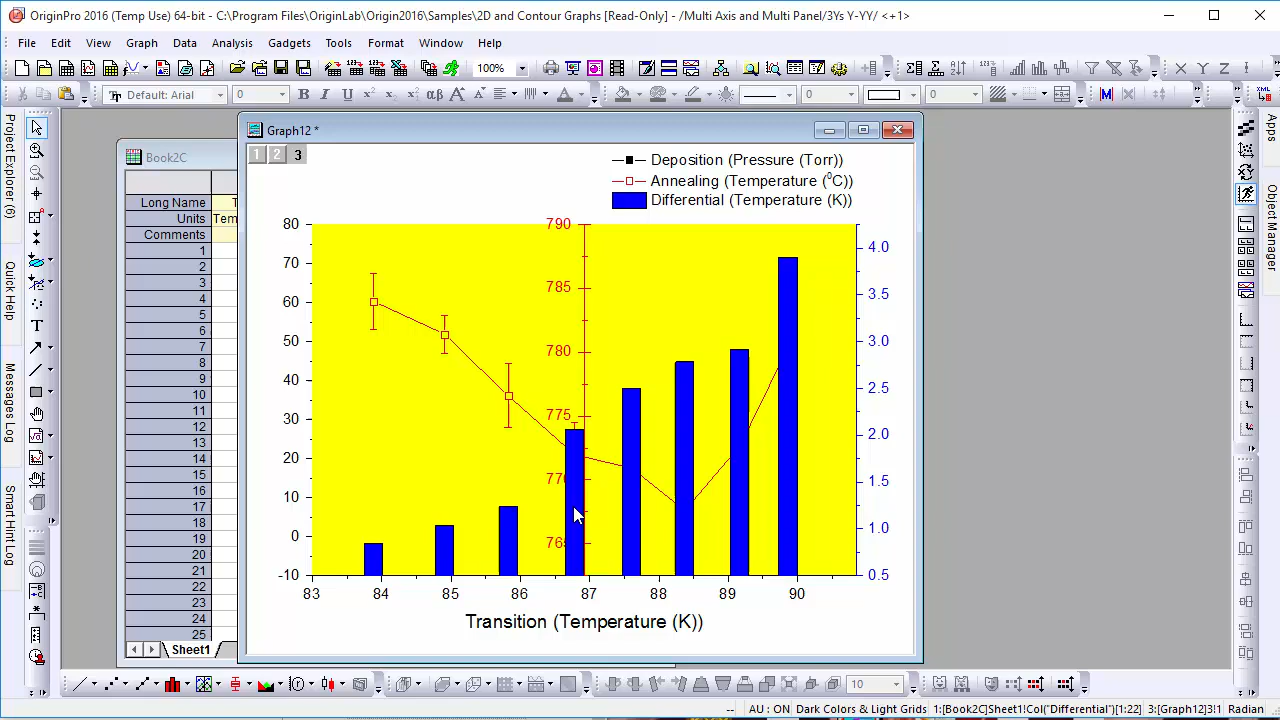 OriginPro 2016 (Temp Use) 64-bit - C:\Program Files\OriginLab\Origin2016\Samples\2D and Contour Graphs [Read-Only] - /Multi Axis and Multi Panel/3Ys Y-YY/ <+1>
File Edit View Graph Data Analysis Gadgets Tools Format Window Help
100%
Default: Arial 0 B I U αβ A A A 0 0 M XML
Project Explorer (6)
Quick Help
Messages Log
Smart Hint Log
Apps
Object Manager
Book2C
Long Name
Units Tem
Comments
1
2
3
4
5
6
7
8
9
10
11
12
13
14
15
16
17
18
19
20
21
22
23
24
25
Sheet1
Graph12 *
1 2 3
Deposition (Pressure (Torr))
Annealing (Temperature (⁰C))
Differential (Temperature (K))
80
70
60
50
40
30
20
10
0
-10
790
785
780
775
770
765
4.0
3.5
3.0
2.5
2.0
1.5
1.0
0.5
83 84 85 86 87 88 89 90
Transition (Temperature (K))
10
-- AU : ON Dark Colors & Light Grids 1:[Book2C]Sheet1!Col("Differential")[1:22] 3:[Graph12]3!1 Radian